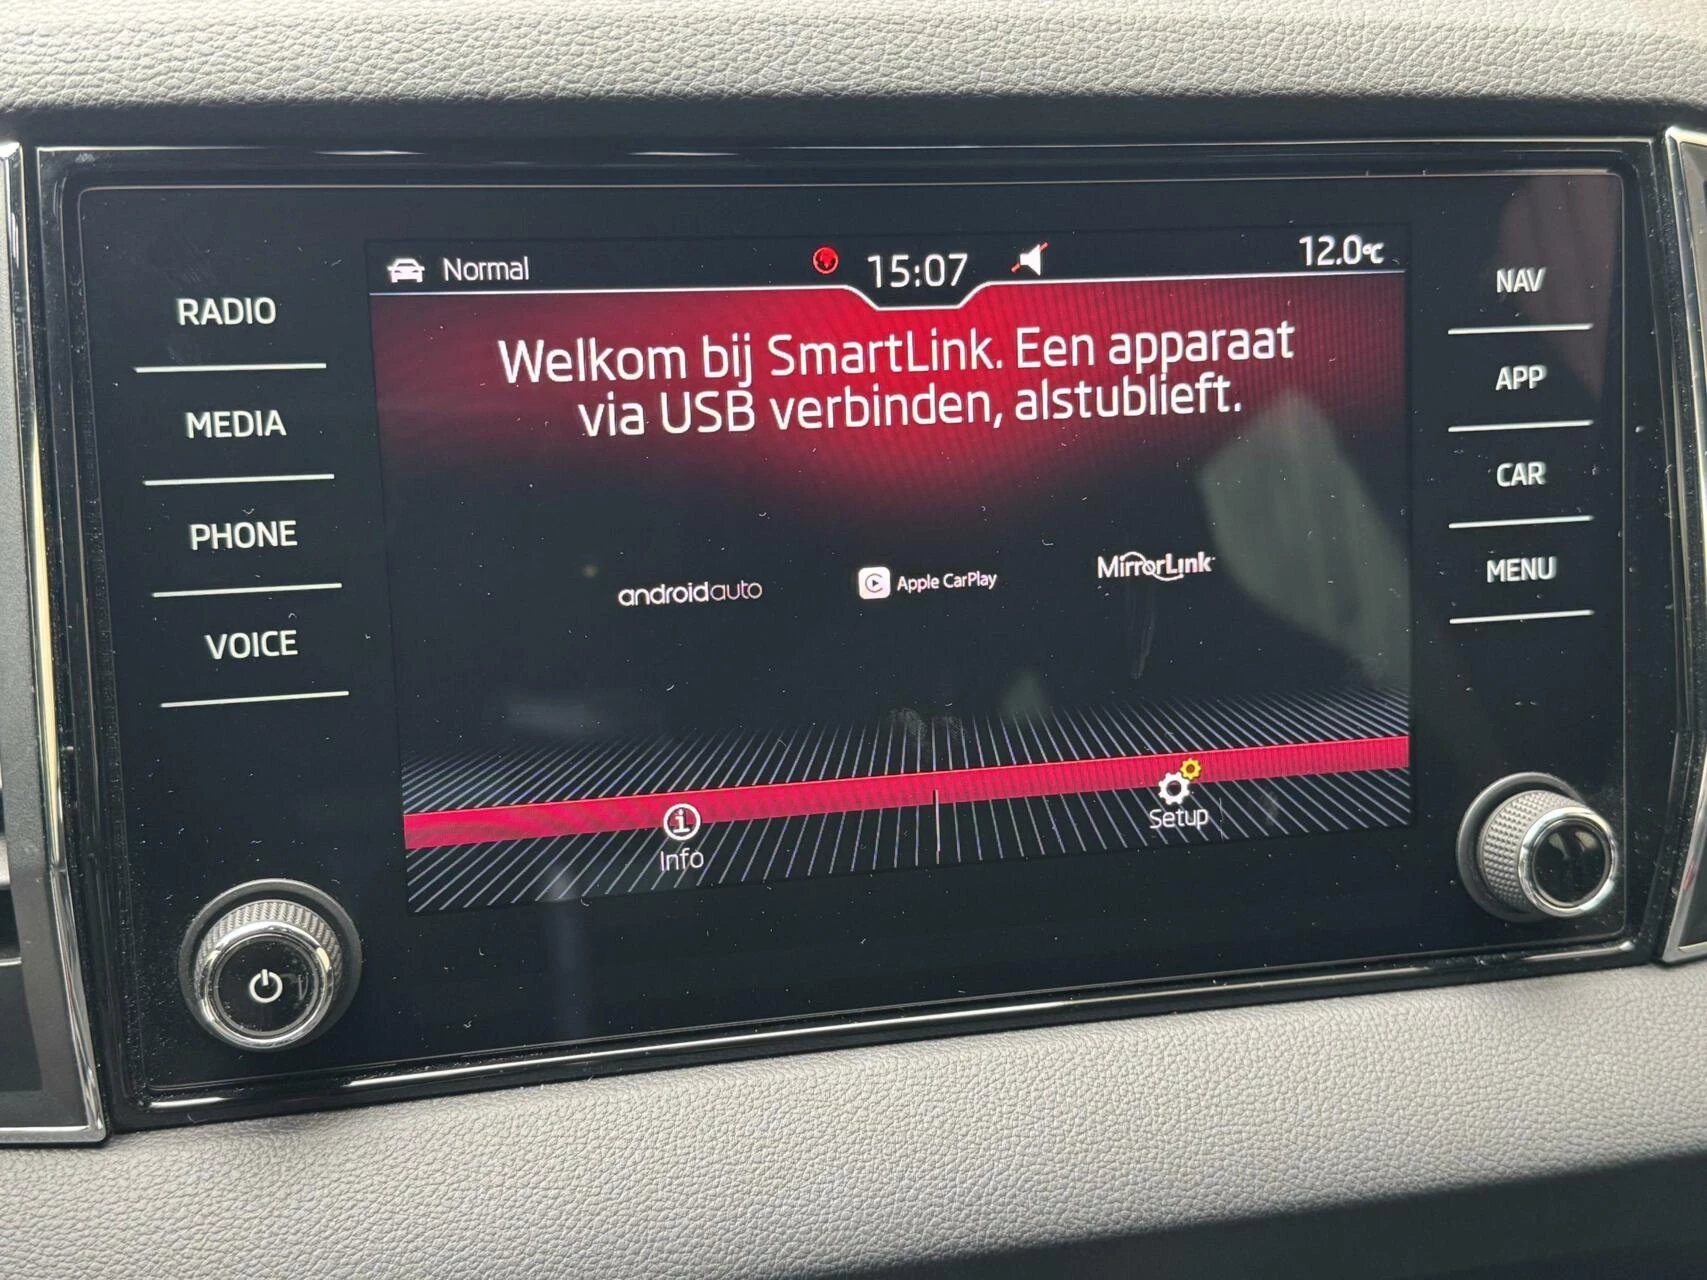 Normal
15:07
12.0°C
RADIO
MEDIA
PHONE
VOICE
Welkom bij SmartLink. Een apparaat
via USB verbinden, alstublieft.
androidauto
Apple CarPlay
MirrorLink
Info
Setup
NAV
APP
CAR
MENU